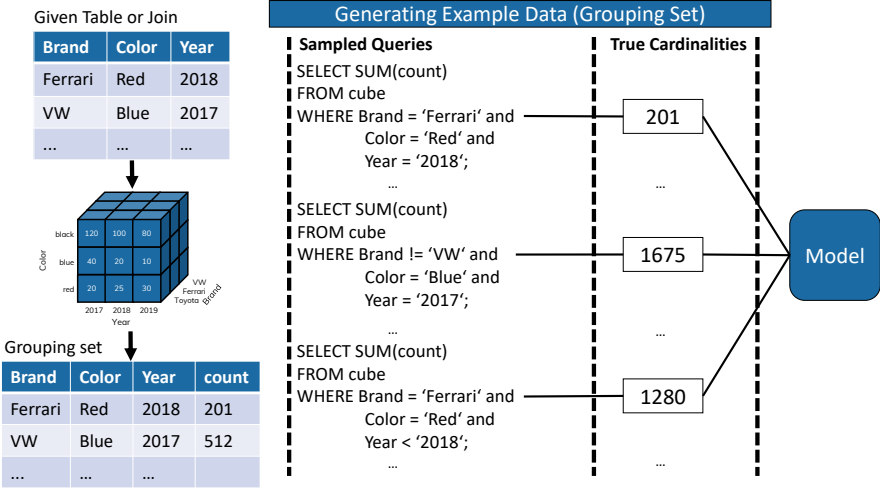 Given Table or Join
Brand Color Year
Ferrari Red 2018
VW Blue 2017
... ... ...
black 120 100 80
blue 40 20 10
red 20 25 30
Color
2017 2018 2019
Year
VW
Ferrari
Toyota
Brand
Grouping set
Brand Color Year count
Ferrari Red 2018 201
VW Blue 2017 512
... ... ...
Generating Example Data (Grouping Set)
Sampled Queries
SELECT SUM(count)
FROM cube
WHERE Brand = ‘Ferrari‘ and
Color = ‘Red‘ and
Year = ‘2018‘;
...
SELECT SUM(count)
FROM cube
WHERE Brand != ‘VW‘ and
Color = ‘Blue‘ and
Year = ‘2017‘;
...
SELECT SUM(count)
FROM cube
WHERE Brand = ‘Ferrari‘ and
Color = ‘Red‘ and
Year < ‘2018‘;
...
True Cardinalities
201
...
1675
...
1280
...
Model